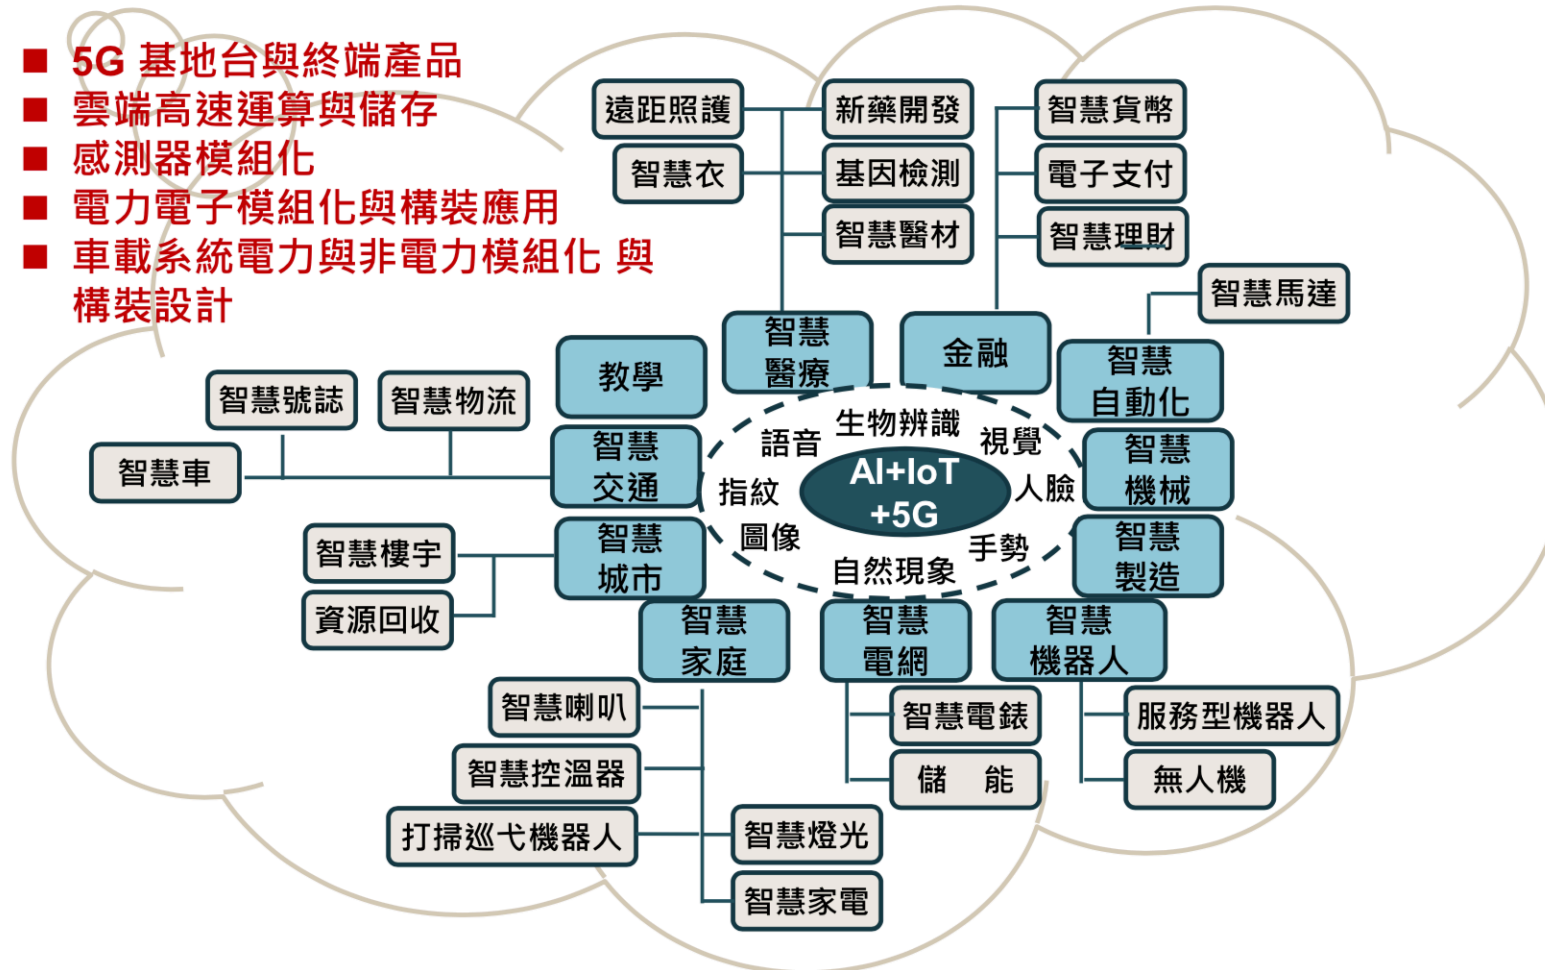 5G 基地台與終端產品
雲端高速運算與儲存
感測器模組化
電力電子模組化與構裝應用
車載系統電力與非電力模組化 與
構裝設計
遠距照護
新藥開發
智慧貨幣
智慧衣
基因檢測
電子支付
智慧醫材
智慧理財
智慧馬達
教學
智慧
醫療
金融
智慧
自動化
智慧號誌
智慧物流
智慧車
智慧
交通
語音
生物辨識
視覺
指紋
AI+IoT
+5G
人臉
圖像
自然現象
手勢
智慧
機械
智慧樓宇
資源回收
智慧
城市
智慧
製造
智慧
家庭
智慧
電網
智慧
機器人
智慧喇叭
智慧控溫器
打掃巡弋機器人
智慧燈光
智慧家電
智慧電錶
儲 能
服務型機器人
無人機